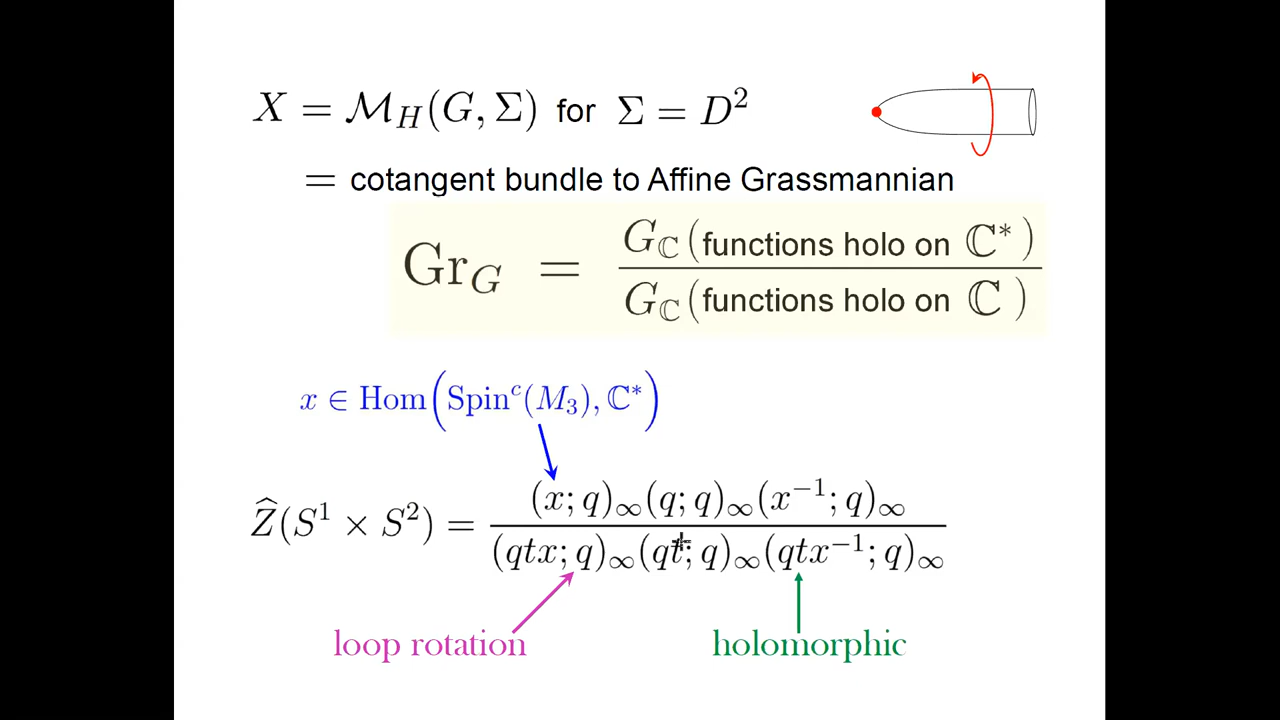 X = ℳ_H(G, Σ) for Σ = D²
= cotangent bundle to Affine Grassmannian
Gr_G = G_ℂ(functions holo on ℂ*) / G_ℂ(functions holo on ℂ)
x ∈ Hom(Spinᶜ(M₃), ℂ*)
Ẑ(S¹ × S²) = (x; q)_∞(q; q)_∞(x⁻¹; q)_∞ / (qtx; q)_∞(qt; q)_∞(qtx⁻¹; q)_∞
loop rotation holomorphic